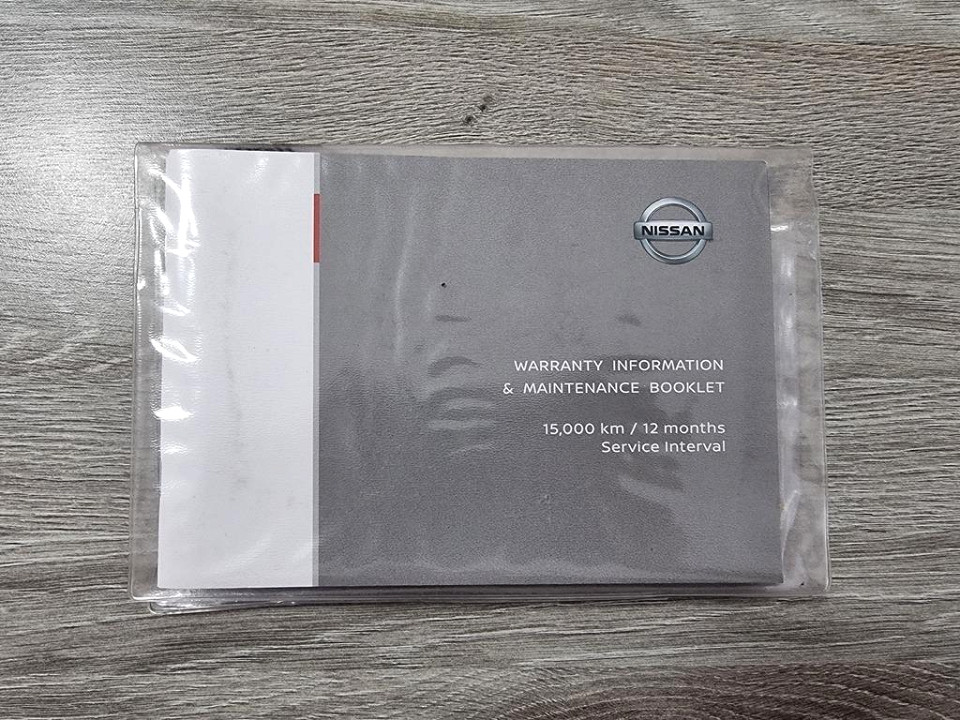 NISSAN
WARRANTY INFORMATION
& MAINTENANCE BOOKLET
15,000 km / 12 months
Service Interval